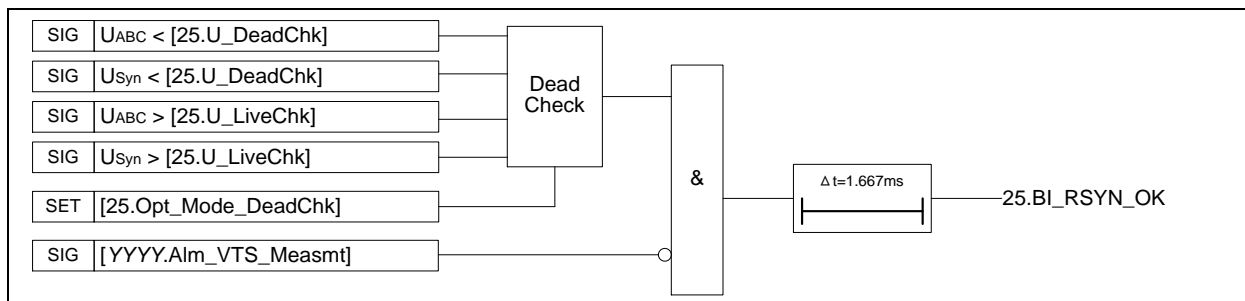 SIG UABC < [25.U_DeadChk]
SIG USyn < [25.U_DeadChk]
SIG UABC > [25.U_LiveChk]
SIG USyn > [25.U_LiveChk]
SET [25.Opt_Mode_DeadChk]
SIG [YYYY.Alm_VTS_Measmt]
Dead
Check
&
Δt=1.667ms
25.BI_RSYN_OK